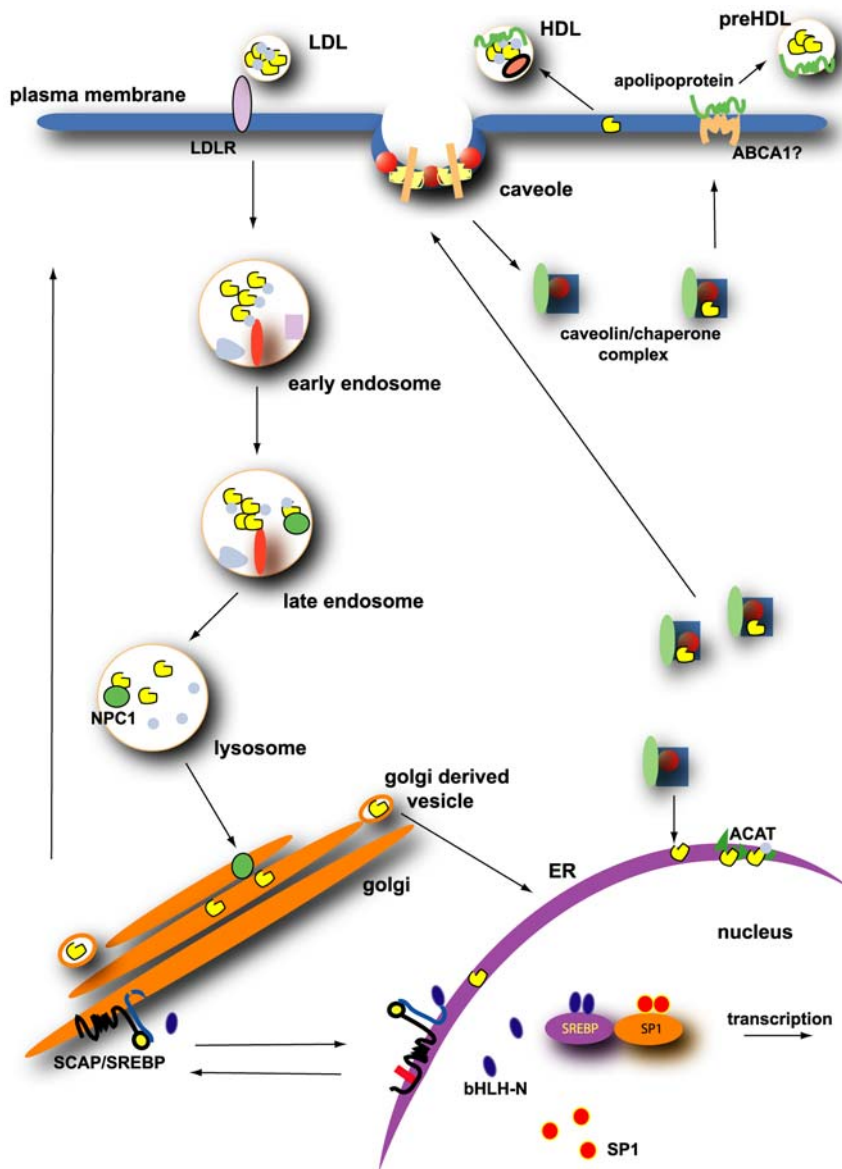 LDL
HDL
preHDL
apolipoprotein
plasma membrane
LDLR
ABCA1?
caveole
caveolin/chaperone
complex
early endosome
late endosome
NPC1
lysosome
golgi derived
vesicle
golgi
ER
ACAT
nucleus
SCAP/SREBP
SREBP
SP1
transcription
bHLH-N
SP1